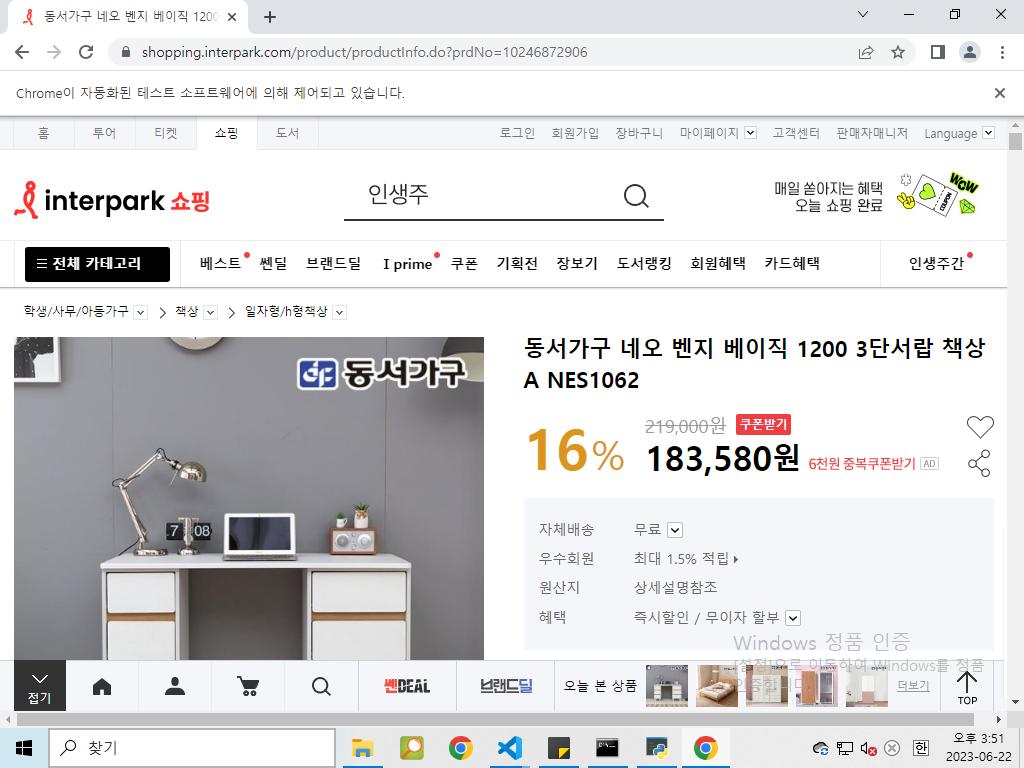 동서가구 네오 벤지 베이직 1200
shopping.interpark.com/product/productInfo.do?prdNo=10246872906
Chrome이 자동화된 테스트 소프트웨어에 의해 제어되고 있습니다.
홈 투어 티켓 쇼핑 도서 로그인 회원가입 장바구니 마이페이지 고객센터 판매자매니저 Language
interpark 쇼핑 인생주
매일 쏟아지는 혜택
오늘 쇼핑 완료
WOW
COUPON
전체 카테고리 베스트 쎈딜 브랜드딜 I prime 쿠폰 기획전 장보기 도서랭킹 회원혜택 카드혜택 인생주간
학생/사무/아동가구 책상 일자형/h형책상
동서가구
7 08
동서가구 네오 벤지 베이직 1200 3단서랍 책상
A NES1062
16% 219,000원 쿠폰받기
183,580원 6천원 중복쿠폰받기 AD
자체배송 무료
우수회원 최대 1.5% 적립
원산지 상세설명참조
혜택 즉시할인 / 무이자 할부
Windows 정품 인증
[설정]으로 이동하여 Windows를 정품
인증합니다.
접기 쎈DEAL 브랜드딜 오늘 본 상품 더보기 TOP
찾기 한 오후 3:51
2023-06-22